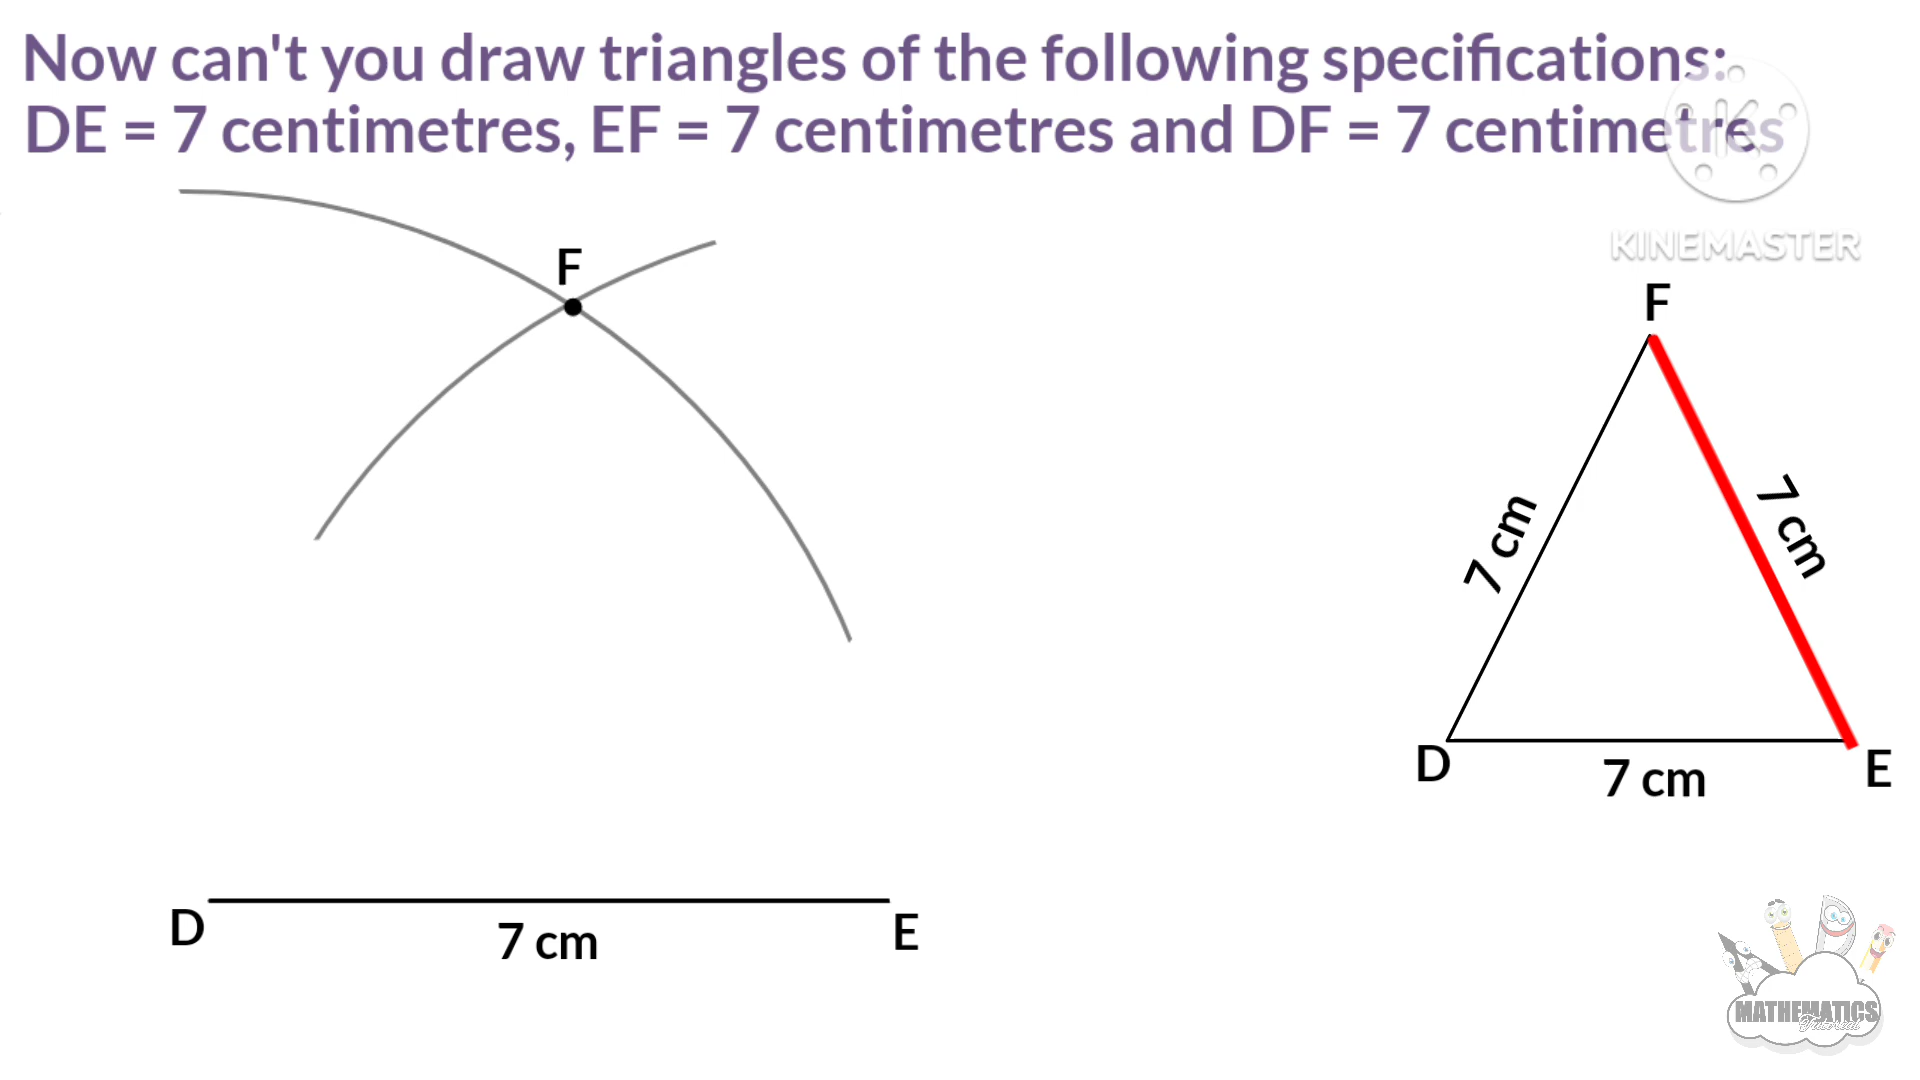 Now can't you draw triangles of the following specifications:
DE = 7 centimetres, EF = 7 centimetres and DF = 7 centimetres
KINEMASTER
F
F
7 cm
7 cm
D
7 cm
E
D
7 cm
E
MATHEMATICS
Tutorial